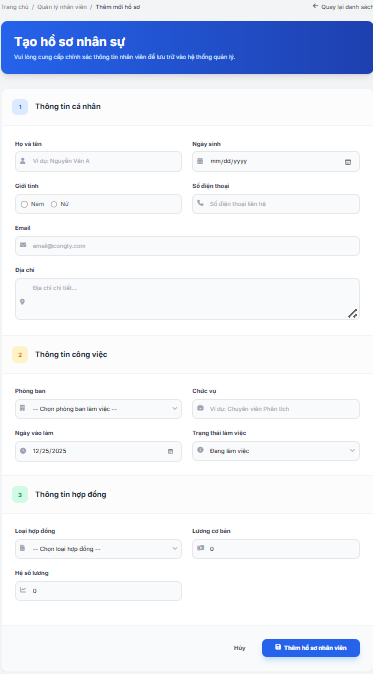 Trang chủ / Quản lý nhân viên / Thêm mới hồ sơ
Quay lại danh sách
Tạo hồ sơ nhân sự
Vui lòng cung cấp chính xác thông tin nhân viên để lưu trữ vào hệ thống quản lý.
1 Thông tin cá nhân
Họ và tên
Ngày sinh
Ví dụ: Nguyễn Văn A
mm/dd/yyyy
Giới tính
Số điện thoại
Nam
Nữ
Số điện thoại liên hệ
Email
email@congty.com
Địa chỉ
Địa chỉ chi tiết...
2 Thông tin công việc
Phòng ban
Chức vụ
-- Chọn phòng ban làm việc --
Ví dụ: Chuyên viên Phân tích
Ngày vào làm
Trạng thái làm việc
12/25/2025
Đang làm việc
3 Thông tin hợp đồng
Loại hợp đồng
Lương cơ bản
-- Chọn loại hợp đồng --
0
Hệ số lương
0
Hủy
Thêm hồ sơ nhân viên